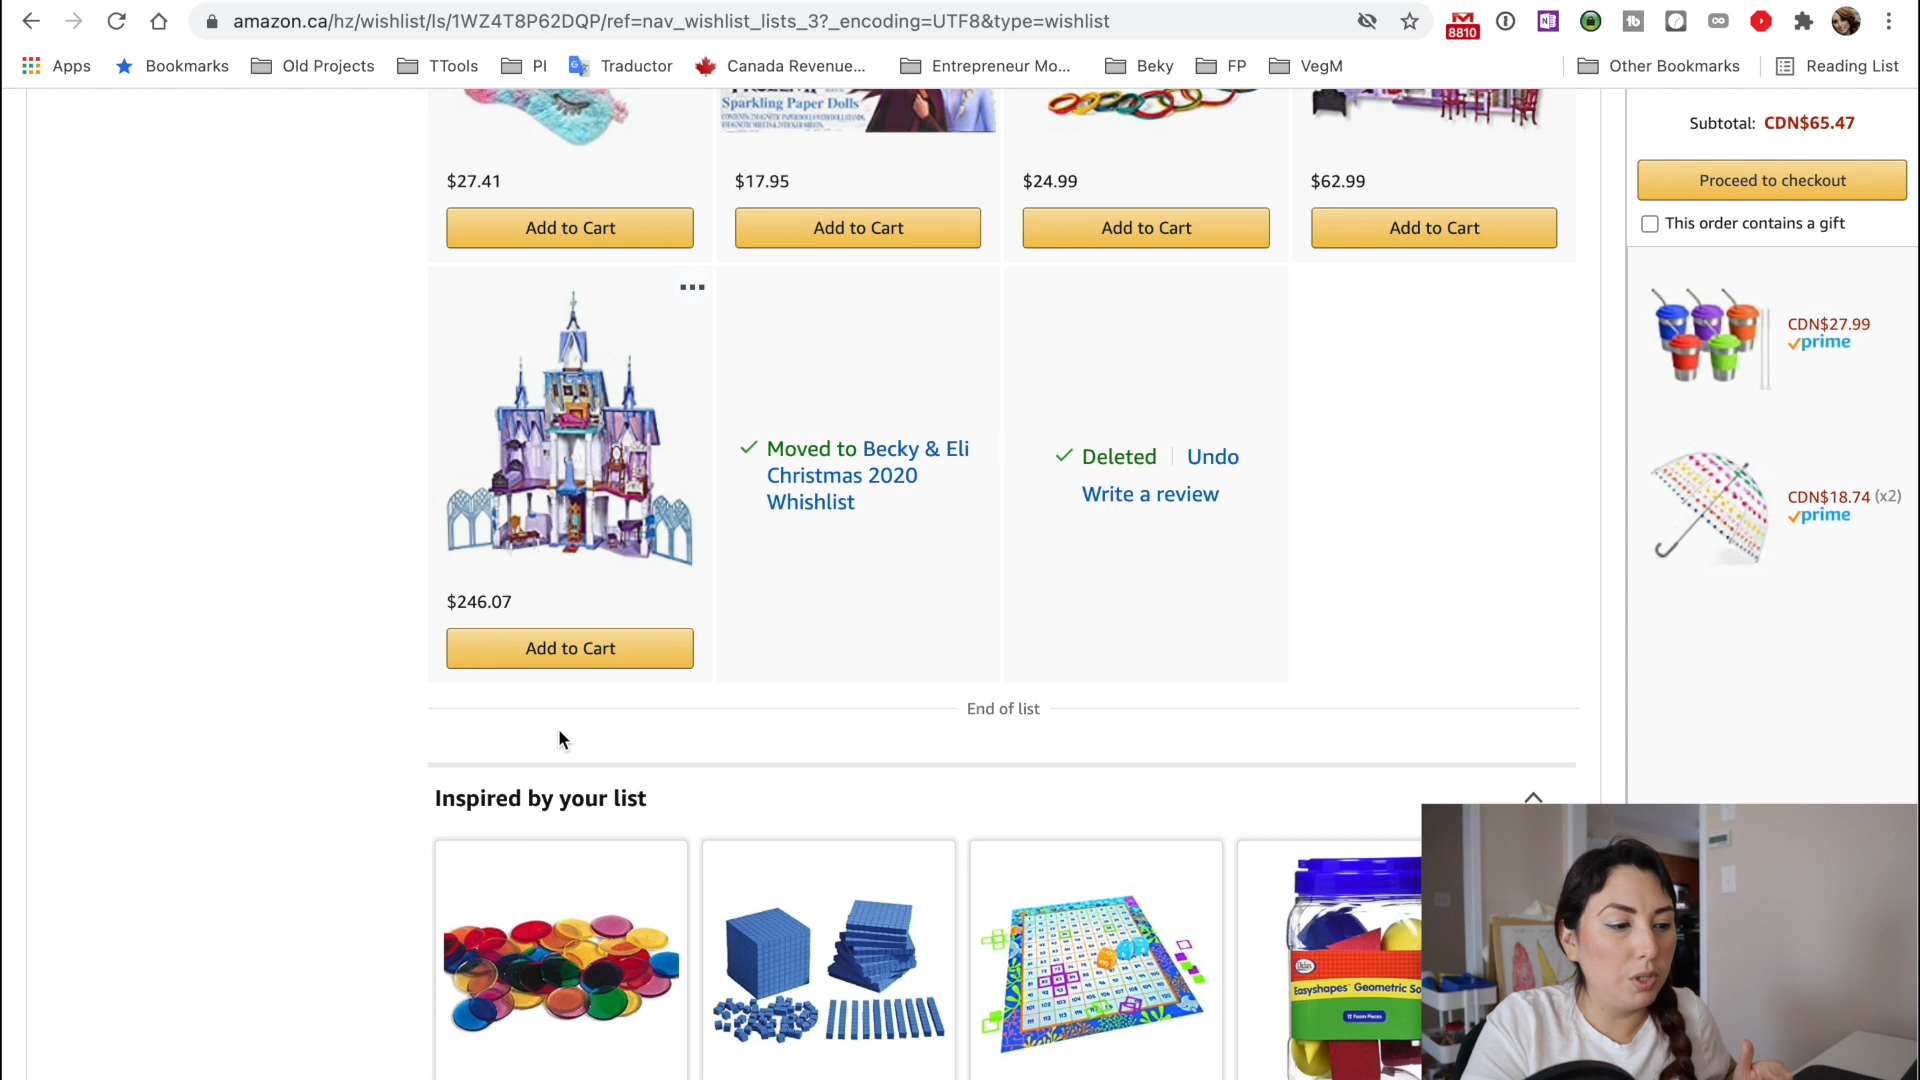 amazon.ca/hz/wishlist/ls/1WZ4T8P62DQP/ref=nav_wishlist_lists_3?_encoding=UTF8&type=wishlist
8810
Apps Bookmarks Old Projects TTools PI Traductor Canada Revenue... Entrepreneur Mo... Beky FP VegM Other Bookmarks Reading List
Sparkling Paper Dolls
Subtotal: CDN$65.47
Proceed to checkout
This order contains a gift
$27.41 $17.95 $24.99 $62.99
Add to Cart Add to Cart Add to Cart Add to Cart
CDN$27.99
prime
CDN$18.74 (x2)
prime
Moved to Becky & Eli
Christmas 2020
Whishlist
Deleted Undo
Write a review
$246.07
Add to Cart
End of list
Inspired by your list
Easyshapes Geometric So
12 Foam Pieces